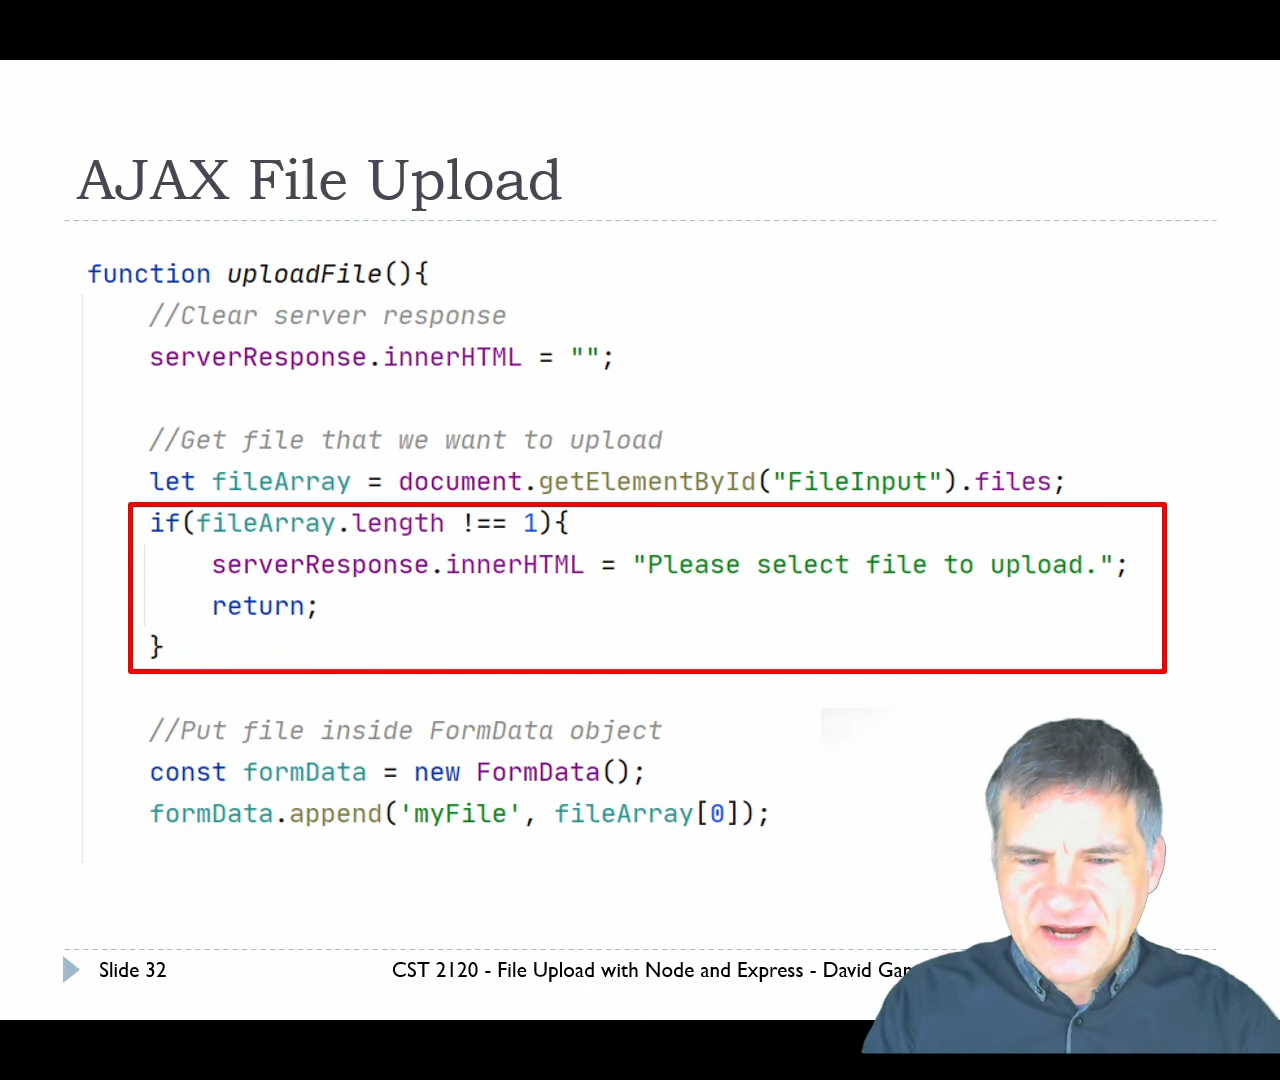 AJAX File Upload
function uploadFile(){
//Clear server response
serverResponse.innerHTML = "";
//Get file that we want to upload
let fileArray = document.getElementById("FileInput").files;
if(fileArray.length !== 1){
serverResponse.innerHTML = "Please select file to upload.";
return;
}
//Put file inside FormData object
const formData = new FormData();
formData.append('myFile', fileArray[0]);
Slide 32
CST 2120 - File Upload with Node and Express - David